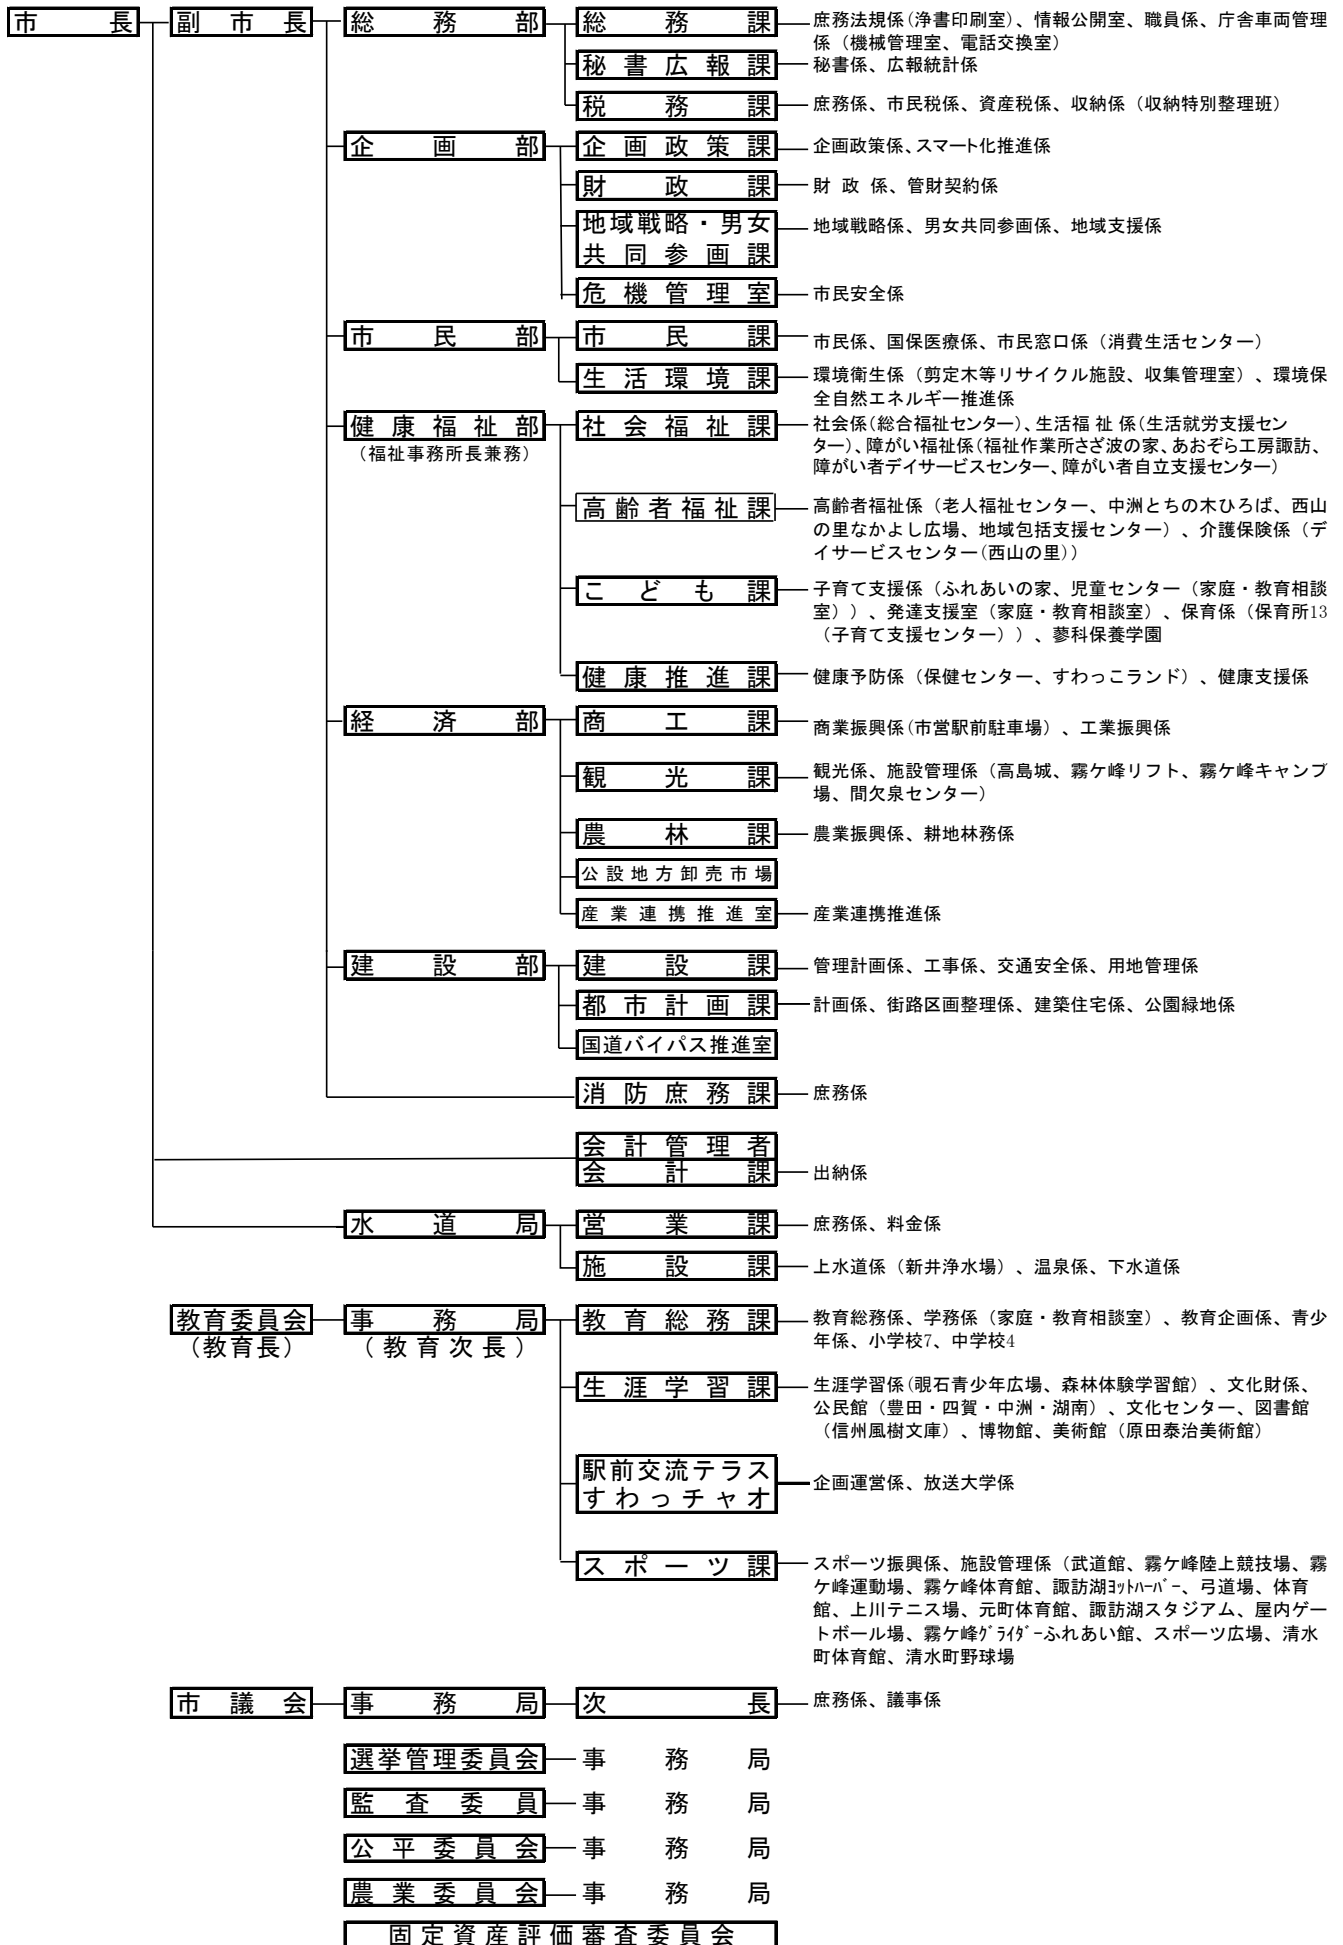 市長 副市長 総務部 総務課 庶務法規係(浄書印刷室)、情報公開室、職員係、庁舎車両管理
係（機械管理室、電話交換室）
秘書広報課 秘書係、広報統計係
税務課 庶務係、市民税係、資産税係、収納係（収納特別整理班）
企画部 企画政策課 企画政策係、スマート化推進係
財政課 財政係、管財契約係
地域戦略・男女 地域戦略係、男女共同参画係、地域支援係
共同参画課
危機管理室 市民安全係
市民部 市民課 市民係、国保医療係、市民窓口係（消費生活センター）
生活環境課 環境衛生係（剪定木等リサイクル施設、収集管理室）、環境保
全自然エネルギー推進係
健康福祉部 社会福祉課 社会係(総合福祉センター)、生活福祉係(生活就労支援セン
（福祉事務所長兼務） ター)、障がい福祉係(福祉作業所さざ波の家、あおぞら工房諏訪、
障がい者デイサービスセンター、障がい者自立支援センター)
高齢者福祉課 高齢者福祉係（老人福祉センター、中洲とちの木ひろば、西山
の里なかよし広場、地域包括支援センター）、介護保険係（デ
イサービスセンター(西山の里)）
こども課 子育て支援係（ふれあいの家、児童センター（家庭・教育相談
室））、発達支援室（家庭・教育相談室）、保育係（保育所13
（子育て支援センター））、蓼科保養学園
健康推進課 健康予防係（保健センター、すわっこランド）、健康支援係
経済部 商工課 商業振興係(市営駅前駐車場）、工業振興係
観光課 観光係、施設管理係（高島城、霧ケ峰リフト、霧ケ峰キャンプ
場、間欠泉センター）
農林課 農業振興係、耕地林務係
公設地方卸売市場
産業連携推進室 産業連携推進係
建設部 建設課 管理計画係、工事係、交通安全係、用地管理係
都市計画課 計画係、街路区画整理係、建築住宅係、公園緑地係
国道バイパス推進室
消防庶務課 庶務係
会計管理者
会計課 出納係
水道局 営業課 庶務係、料金係
施設課 上水道係（新井浄水場）、温泉係、下水道係
教育委員会 事務局 教育総務課 教育総務係、学務係（家庭・教育相談室）、教育企画係、青少
（教育長） （教育次長） 年係、小学校7、中学校4
生涯学習課 生涯学習係(覗石青少年広場、森林体験学習館）、文化財係、
公民館（豊田・四賀・中洲・湖南）、文化センター、図書館
（信州風樹文庫）、博物館、美術館（原田泰治美術館）
駅前交流テラス 企画運営係、放送大学係
すわっチャオ
スポーツ課 スポーツ振興係、施設管理係（武道館、霧ケ峰陸上競技場、霧
ケ峰運動場、霧ケ峰体育館、諏訪湖ﾖｯﾄﾊｰﾊﾞｰ、弓道場、体育
館、上川テニス場、元町体育館、諏訪湖スタジアム、屋内ゲー
トボール場、霧ケ峰ｸﾞﾗｲﾀﾞｰふれあい館、スポーツ広場、清水
町体育館、清水町野球場
市議会 事務局 次長 庶務係、議事係
選挙管理委員会 事務局
監査委員 事務局
公平委員会 事務局
農業委員会 事務局
固定資産評価審査委員会